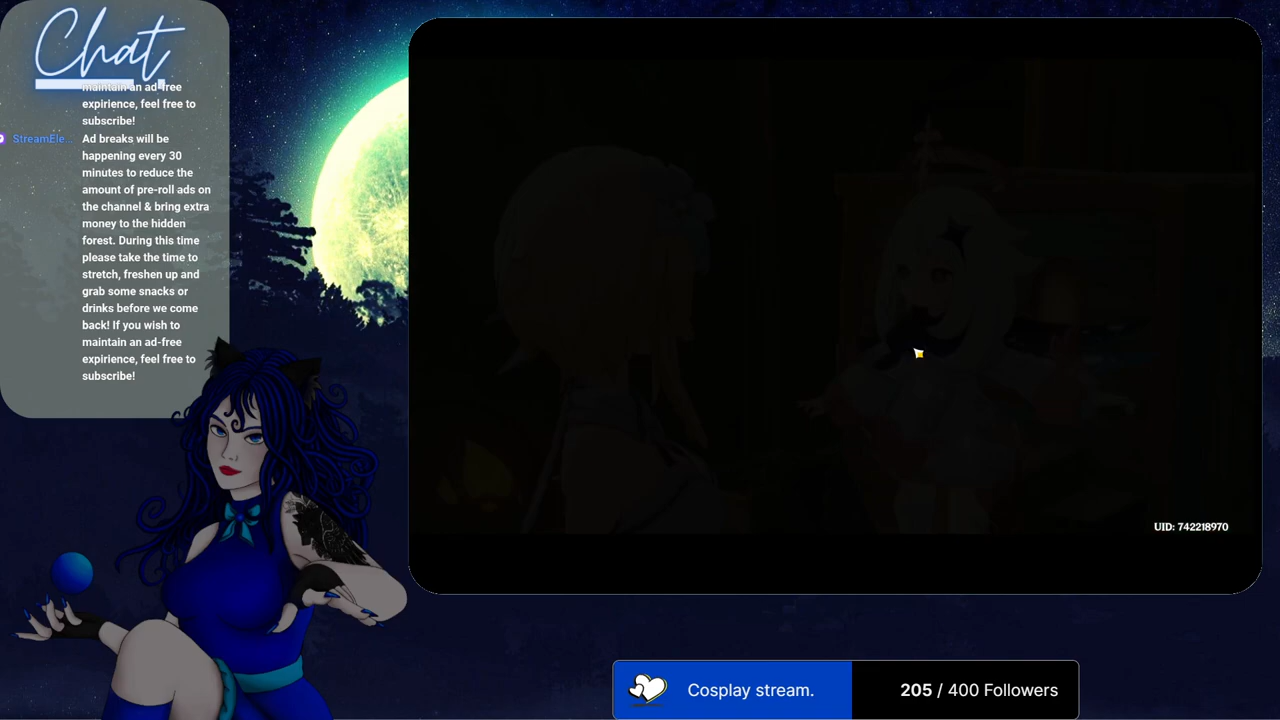 Chat
maintain an ad-free
expirience, feel free to
subscribe!
StreamEle... Ad breaks will be
happening every 30
minutes to reduce the
amount of pre-roll ads on
the channel & bring extra
money to the hidden
forest. During this time
please take the time to
stretch, freshen up and
grab some snacks or
drinks before we come
back! If you wish to
maintain an ad-free
expirience, feel free to
subscribe!
UID: 742218970
Cosplay stream. 205 / 400 Followers